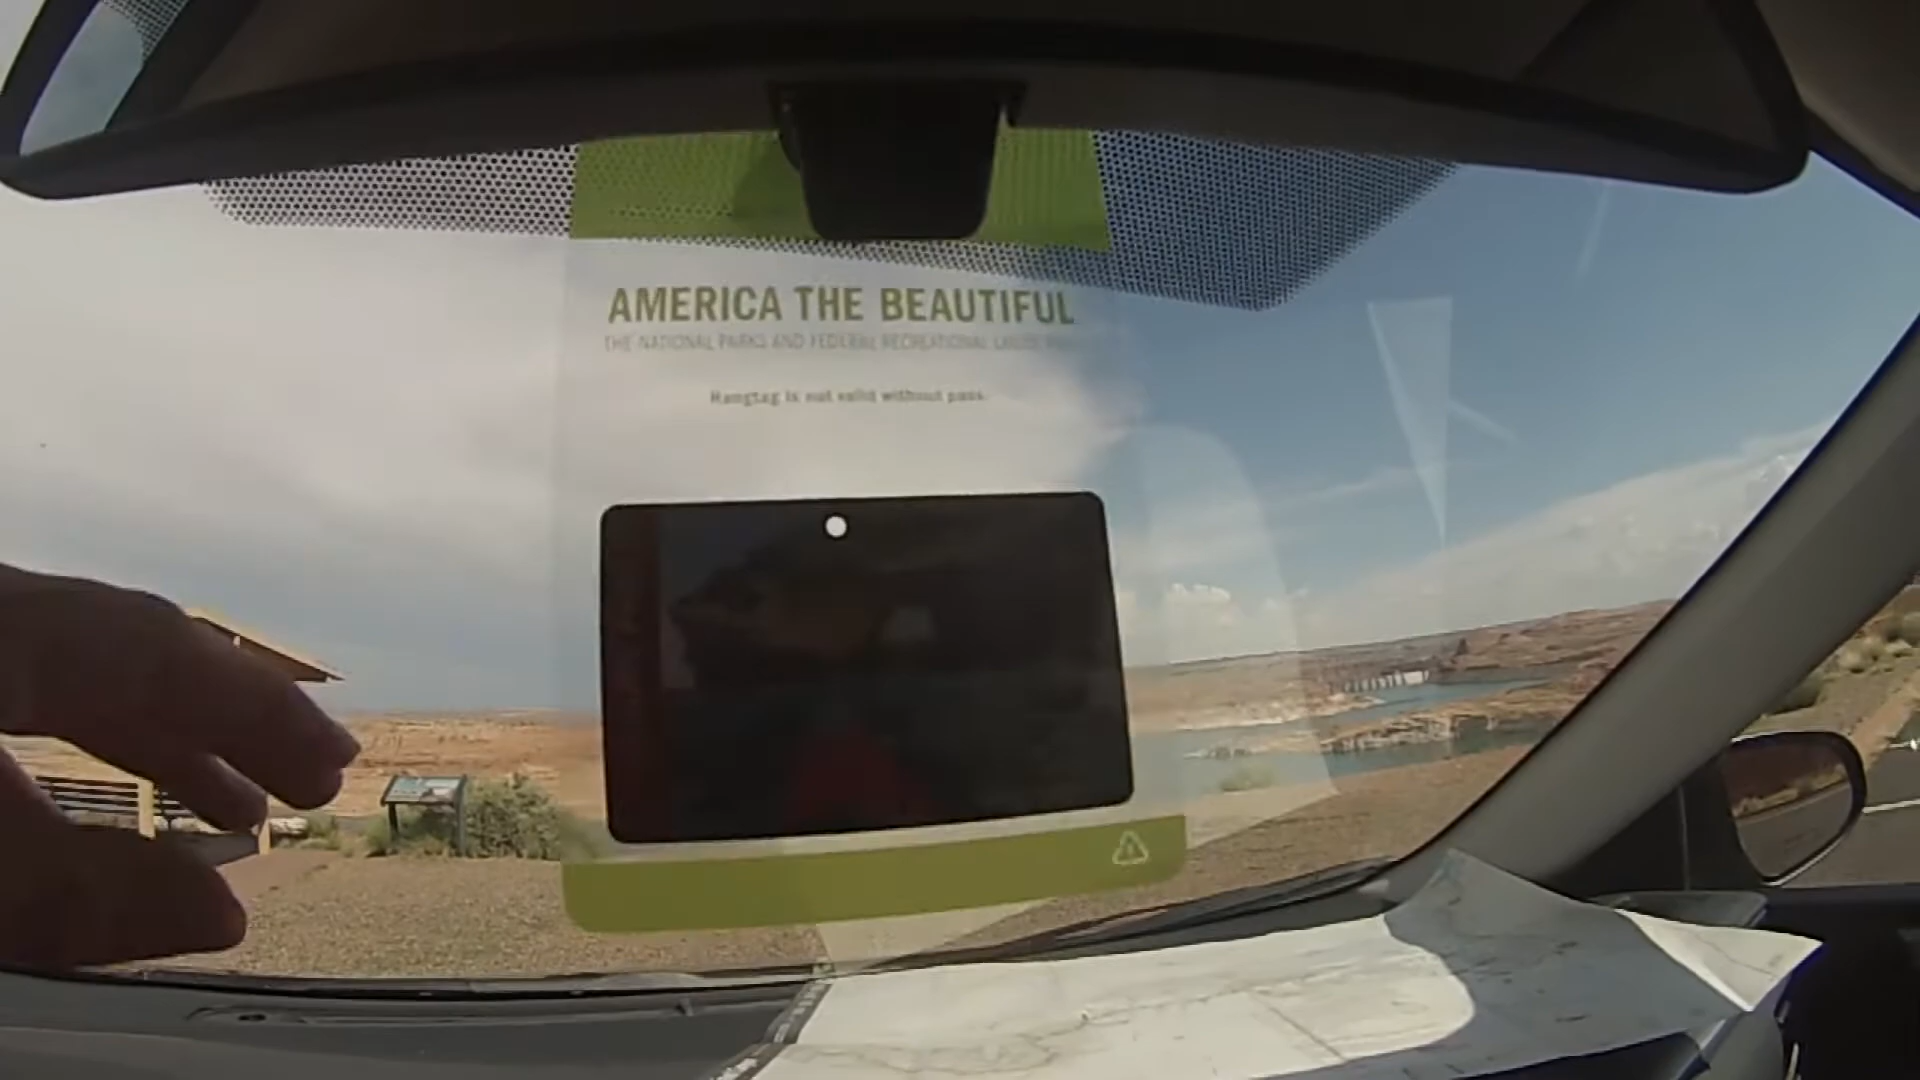 AMERICA THE BEAUTIFUL
THE NATIONAL PARKS AND FEDERAL RECREATIONAL LANDS
Hangtag is not valid without pass.